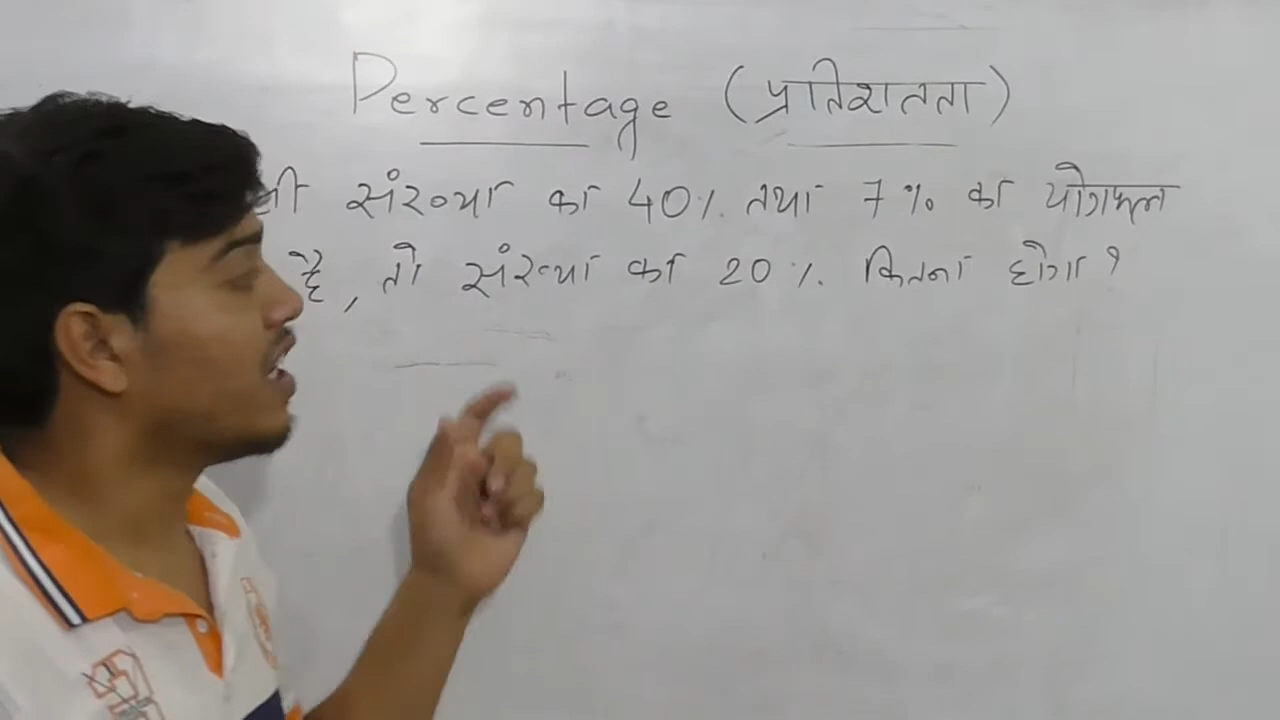 Percentage (प्रतिशतता)
संख्या का 40% तथा 7% का योगफल
है, तो संख्या का 20% कितना होगा?